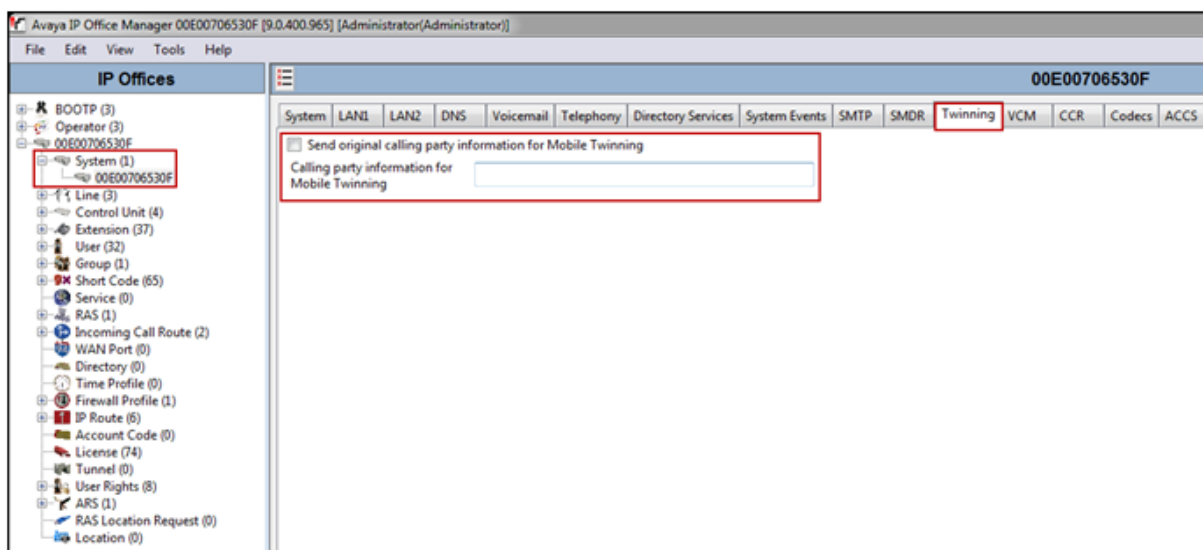 Avaya IP Office Manager 00E00706530F [9.0.400.965] [Administrator(Administrator)]
File Edit View Tools Help
IP Offices
00E00706530F
BOOTP (3)
Operator (3)
00E00706530F
System (1)
00E00706530F
Line (3)
Control Unit (4)
Extension (37)
User (32)
Group (1)
Short Code (65)
Service (0)
RAS (1)
Incoming Call Route (2)
WAN Port (0)
Directory (0)
Time Profile (0)
Firewall Profile (1)
IP Route (6)
Account Code (0)
License (74)
Tunnel (0)
User Rights (8)
ARS (1)
RAS Location Request (0)
Location (0)
System LAN1 LAN2 DNS Voicemail Telephony Directory Services System Events SMTP SMDR Twinning VCM CCR Codecs ACCS
Send original calling party information for Mobile Twinning
Calling party information for
Mobile Twinning